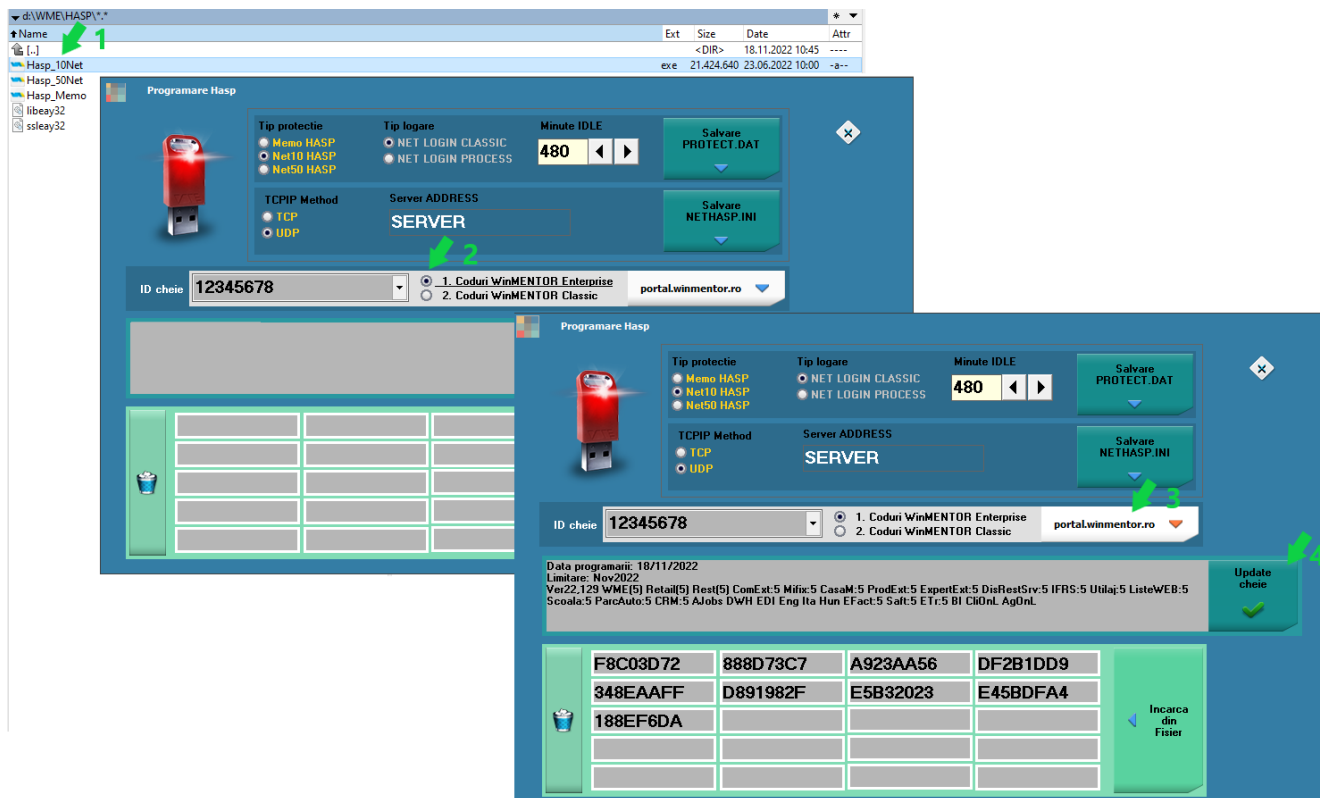 d:\WME\HASP\*.* * ▼
Name Ext Size Date Attr
1
[..] <DIR> 18.11.2022 10:45 ----
Hasp_10Net exe 21.424.640 23.06.2022 10:00 -a--
Hasp_50Net
Hasp_Memo
libeay32
ssleay32
Programare Hasp
Tip protectie Tip logare Minute IDLE
Memo HASP NET LOGIN CLASSIC
Net10 HASP NET LOGIN PROCESS
Net50 HASP
480
Salvare
PROTECT.DAT
TCPIP Method Server ADDRESS
TCP
UDP
SERVER
Salvare
NETHASP.INI
2
ID cheie 12345678
1. Coduri WinMENTOR Enterprise
2. Coduri WinMENTOR Classic
portal.winmentor.ro
Programare Hasp
Tip protectie Tip logare Minute IDLE
Memo HASP NET LOGIN CLASSIC
Net10 HASP NET LOGIN PROCESS
Net50 HASP
480
Salvare
PROTECT.DAT
TCPIP Method Server ADDRESS
TCP
UDP
SERVER
Salvare
NETHASP.INI
3
ID cheie 12345678
1. Coduri WinMENTOR Enterprise
2. Coduri WinMENTOR Classic
portal.winmentor.ro
4
Data programarii: 18/11/2022
Limitare: Nov2022
Ver22,129 WME(5) Retail(5) Rest(5) ComExt:5 Mifix:5 CasaM:5 ProdExt:5 ExpertExt:5 DisRestSrv:5 IFRS:5 Utilaj:5 ListeWEB:5
Scoala:5 ParcAuto:5 CRM:5 AJobs DWH EDI Eng Ita Hun EFact:5 Saft:5 ETr:5 BI CliOnL AgOnL
Update
cheie
F8C03D72 888D73C7 A923AA56 DF2B1DD9
348EAAFF D891982F E5B32023 E45BDFA4
188EF6DA
Incarca
din
Fisier